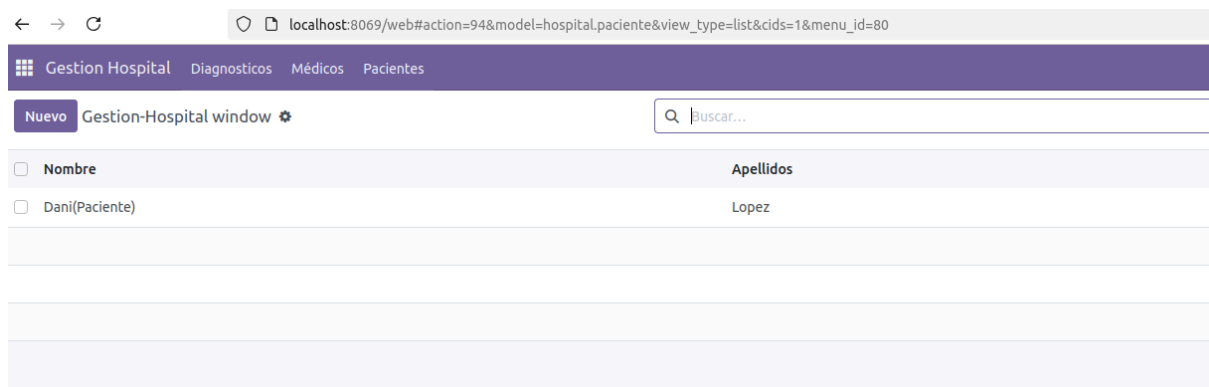 localhost:8069/web#action=94&model=hospital.paciente&view_type=list&cids=1&menu_id=80
Gestion Hospital Diagnosticos Médicos Pacientes
Nuevo Gestion-Hospital window Buscar...
Nombre Apellidos
Dani(Paciente) Lopez